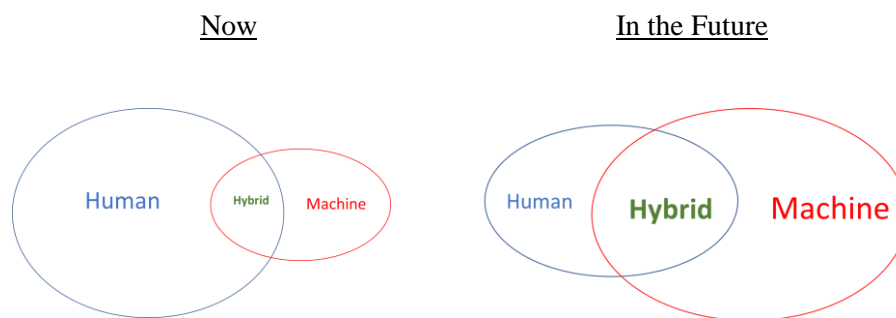 Now
In the Future
Human
Hybrid
Machine
Human
Hybrid
Machine